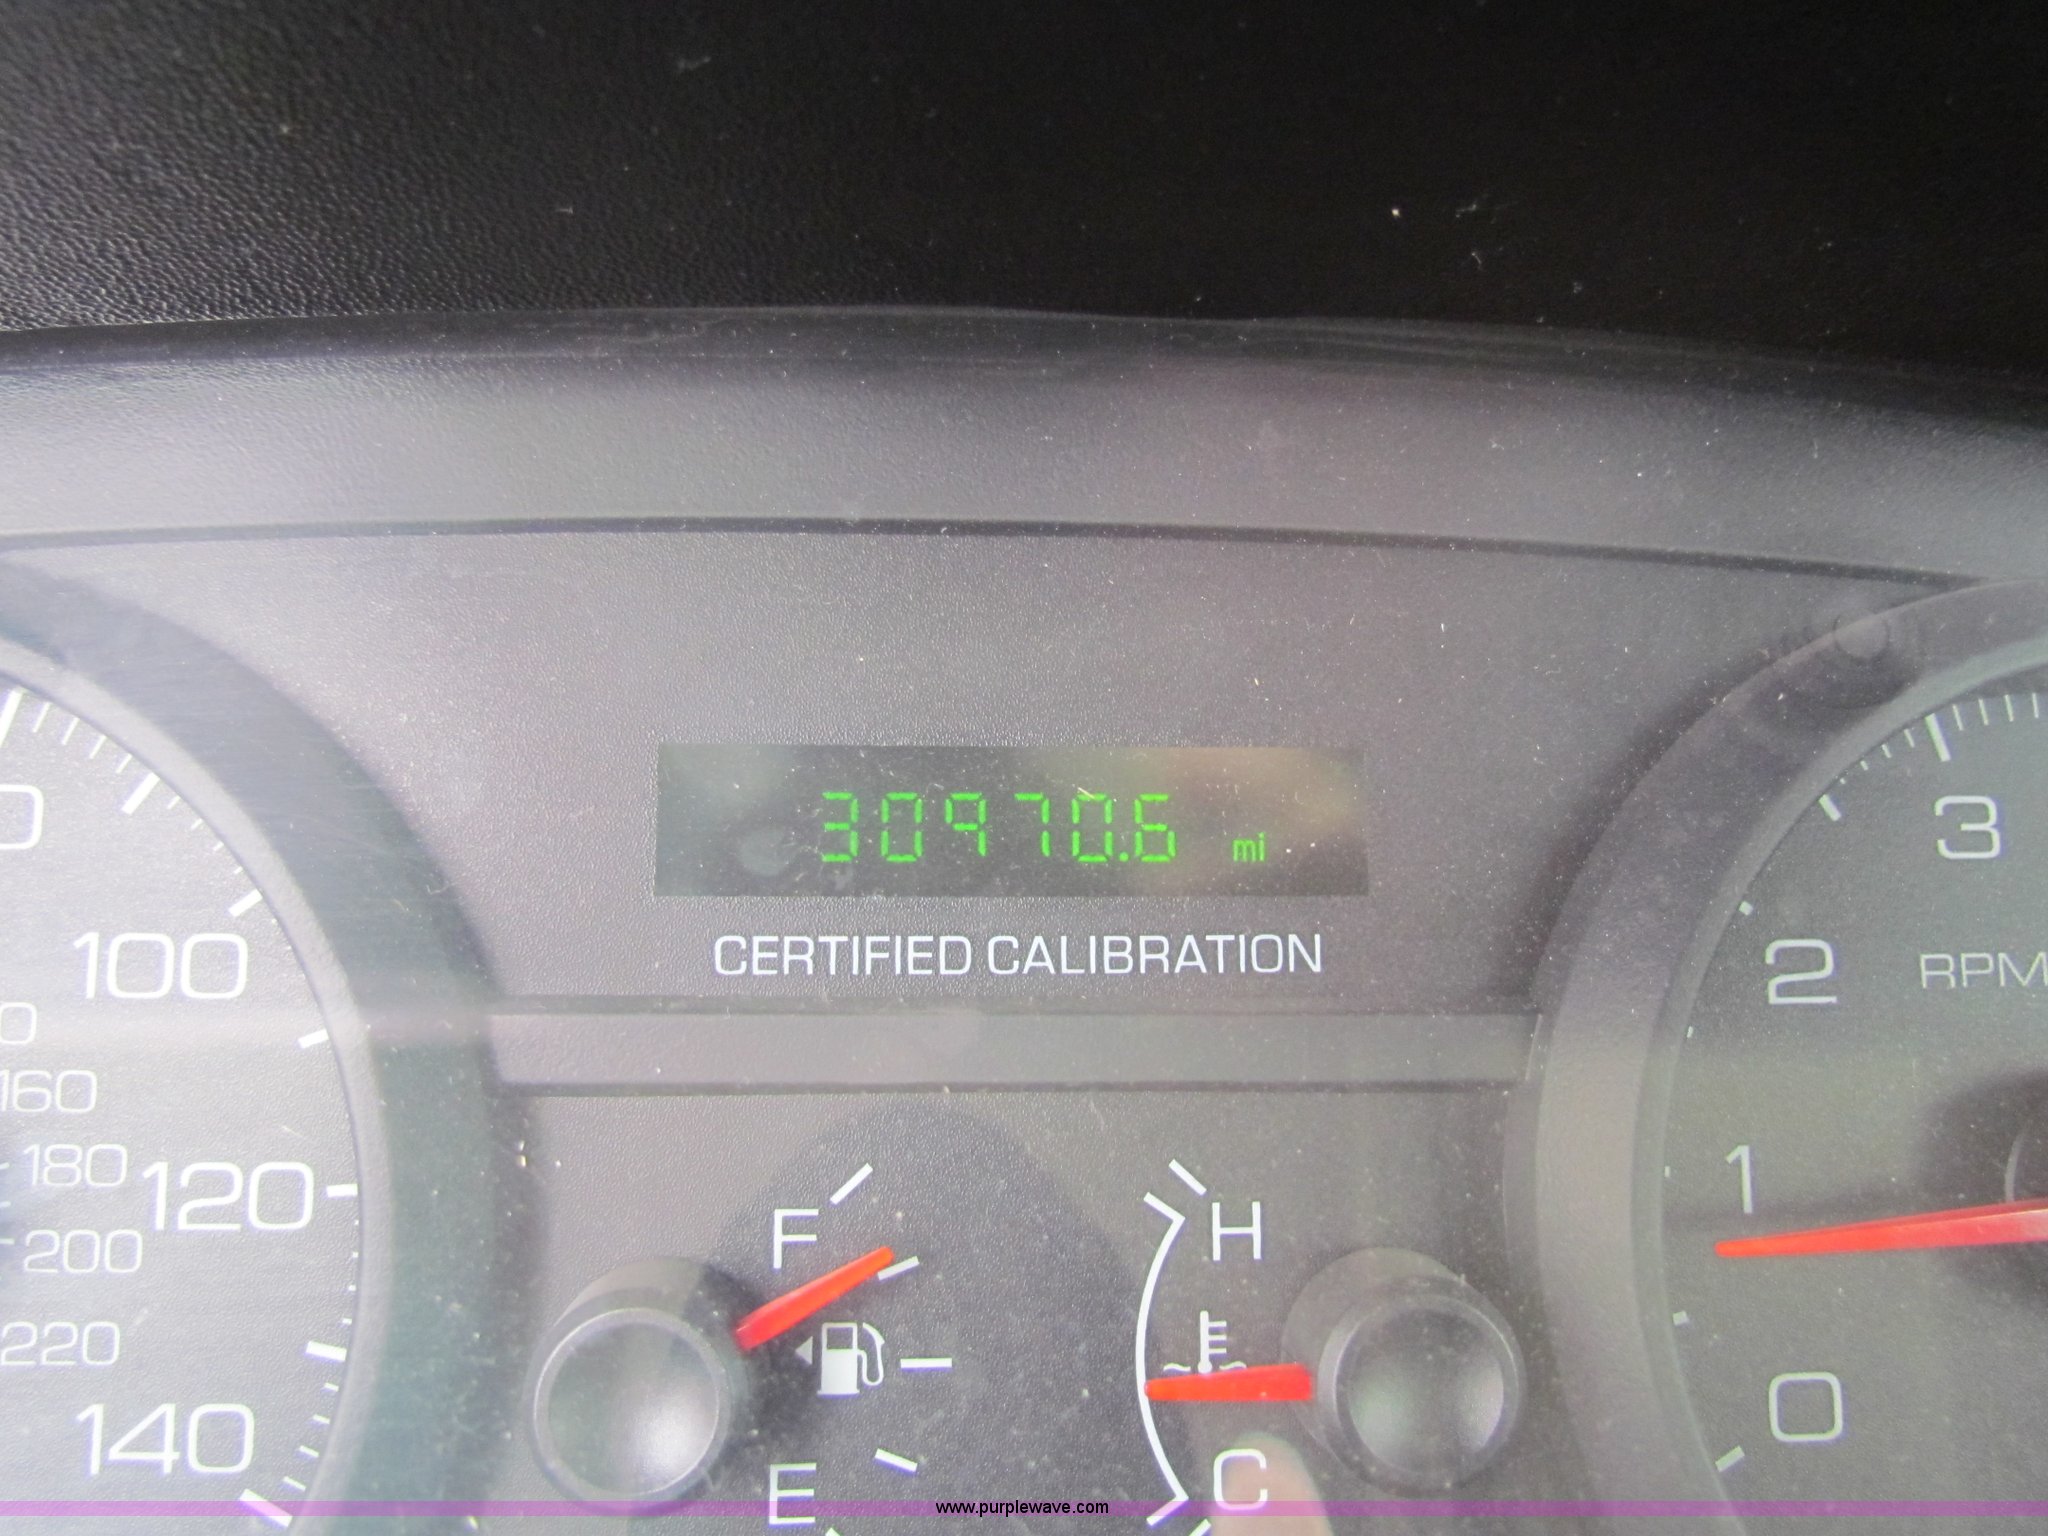 30970.6 mi
CERTIFIED CALIBRATION
100
160
180
120
200
220
140
F
E
H
C
3
2
RPM
1
0
www.purplewave.com